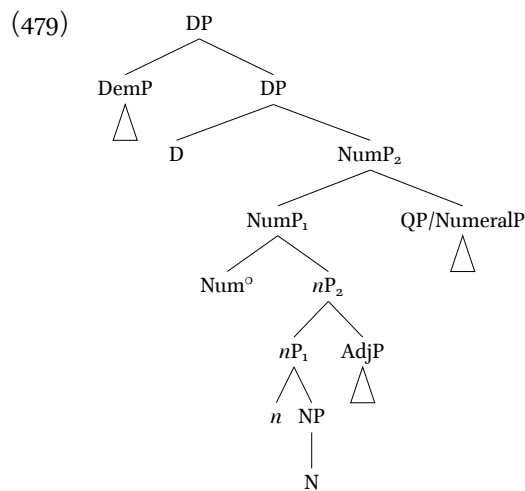 (479) DP
DemP DP
D NumP₂
NumP₁ QP/NumeralP
Num° nP₂
nP₁ AdjP
n NP
N